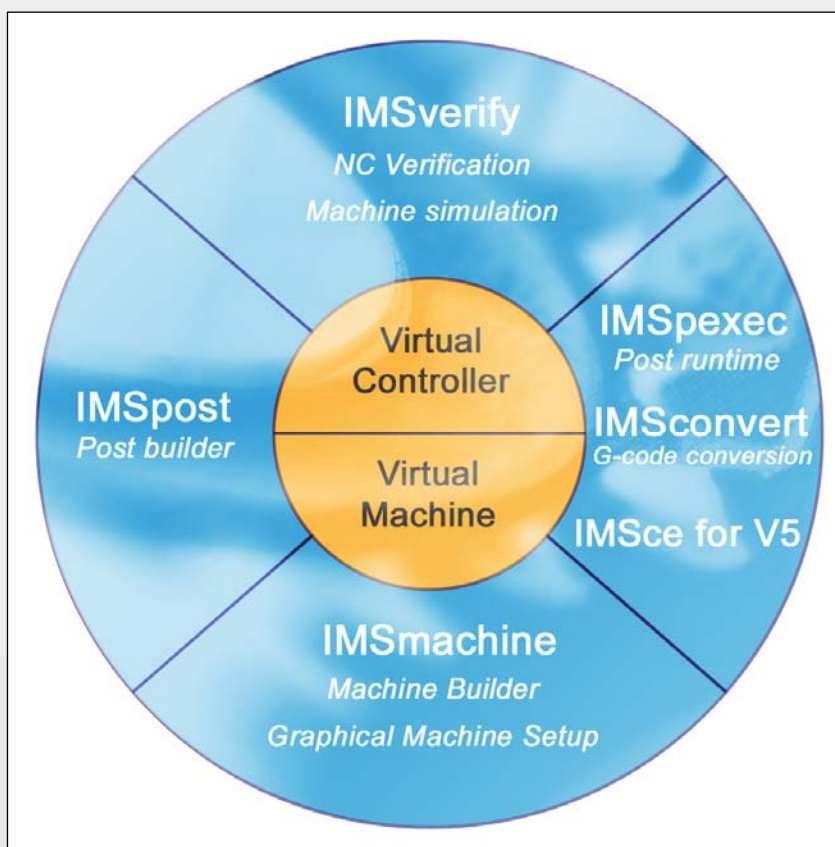 IMSverify
NC Verification
Machine simulation
IMSpost
Post builder
Virtual
Controller
Virtual
Machine
IMSpexec
Post runtime
IMSconvert
G-code conversion
IMSce for V5
IMSmachine
Machine Builder
Graphical Machine Setup